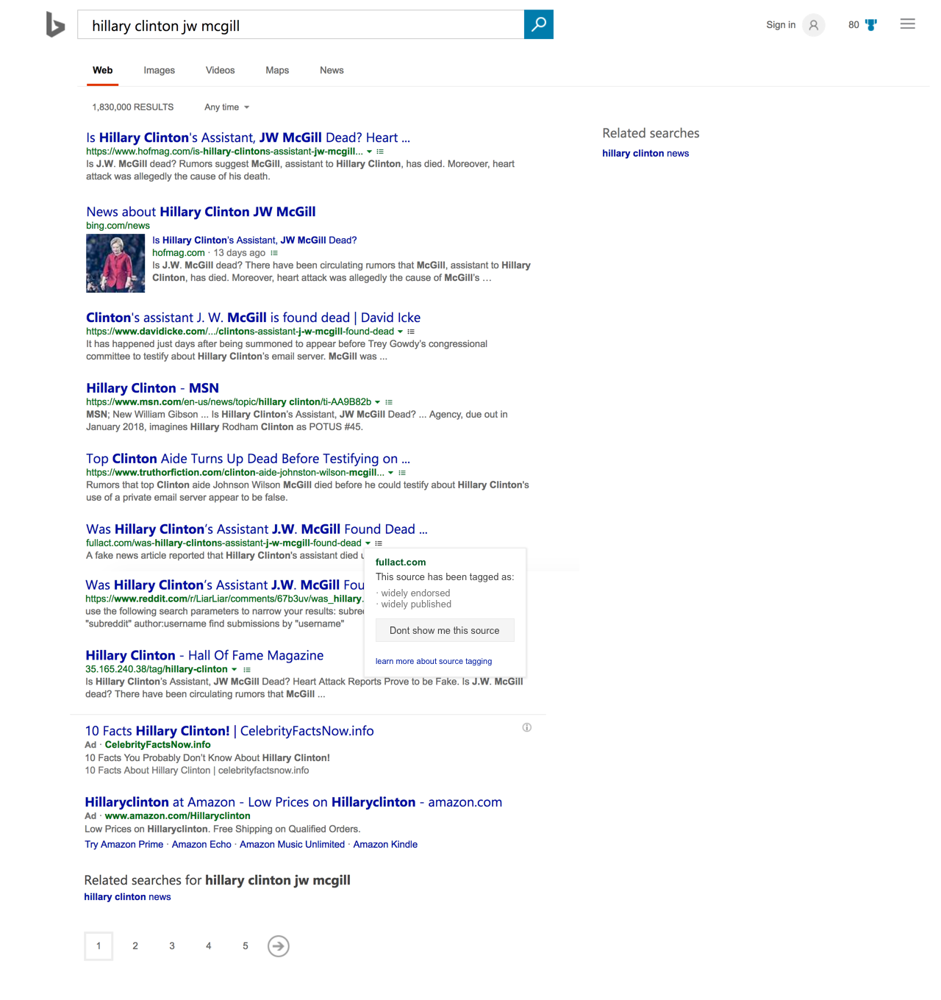 hillary clinton jw mcgill
Sign in
80
Web Images Videos Maps News
1,830,000 RESULTS Any time
Is Hillary Clinton's Assistant, JW McGill Dead? Heart ...
https://www.hofmag.com/is-hillary-clintons-assistant-jw-mcgill...
Is J.W. McGill dead? Rumors suggest McGill, assistant to Hillary Clinton, has died. Moreover, heart
attack was allegedly the cause of his death.
Related searches
hillary clinton news
News about Hillary Clinton JW McGill
bing.com/news
Is Hillary Clinton's Assistant, JW McGill Dead?
hofmag.com · 13 days ago
Is J.W. McGill dead? There have been circulating rumors that McGill, assistant to Hillary
Clinton, has died. Moreover, heart attack was allegedly the cause of McGill's …
Clinton's assistant J. W. McGill is found dead | David Icke
https://www.davidicke.com/.../clintons-assistant-j-w-mcgill-found-dead
It has happened just days after being summoned to appear before Trey Gowdy's congressional
committee to testify about Hillary Clinton's email server. McGill was ...
Hillary Clinton - MSN
https://www.msn.com/en-us/news/topic/hillary clinton/ti-AA9B82b
MSN; New William Gibson ... Is Hillary Clinton's Assistant, JW McGill Dead? ... Agency, due out in
January 2018, imagines Hillary Rodham Clinton as POTUS #45.
Top Clinton Aide Turns Up Dead Before Testifying on ...
https://www.truthorfiction.com/clinton-aide-johnston-wilson-mcgill...
Rumors that top Clinton aide Johnson Wilson McGill died before he could testify about Hillary Clinton's
use of a private email server appear to be false.
Was Hillary Clinton's Assistant J.W. McGill Found Dead ...
fullact.com/was-hillary-clintons-assistant-j-w-mcgill-found-dead
A fake news article reported that Hillary Clinton's assistant died
fullact.com
This source has been tagged as:
· widely endorsed
· widely published
Dont show me this source
learn more about source tagging
Was Hillary Clinton's Assistant J.W. McGill Fou
https://www.reddit.com/r/LiarLiar/comments/67b3uv/was_hillary.
use the following search parameters to narrow your results: subre
"subreddit" author:username find submissions by "username"
Hillary Clinton - Hall Of Fame Magazine
35.165.240.38/tag/hillary-clinton
Is Hillary Clinton's Assistant, JW McGill Dead? Heart Attack Reports Prove to be Fake. Is J.W. McGill
dead? There have been circulating rumors that McGill ...
10 Facts Hillary Clinton! | CelebrityFactsNow.info
Ad · CelebrityFactsNow.info
10 Facts You Probably Don't Know About Hillary Clinton!
10 Facts About Hillary Clinton | celebrityfactsnow.info
Hillaryclinton at Amazon - Low Prices on Hillaryclinton - amazon.com
Ad · www.amazon.com/Hillaryclinton
Low Prices on Hillaryclinton. Free Shipping on Qualified Orders.
Try Amazon Prime · Amazon Echo · Amazon Music Unlimited · Amazon Kindle
Related searches for hillary clinton jw mcgill
hillary clinton news
1 2 3 4 5